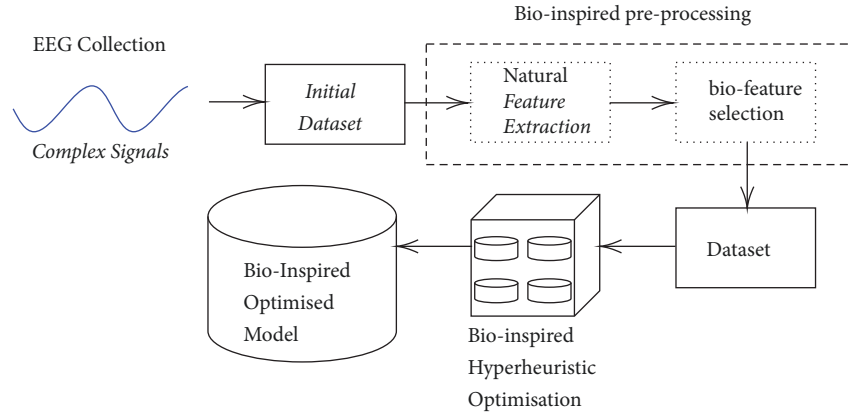 Bio-inspired pre-processing
EEG Collection
Complex Signals
Initial
Dataset
Natural
Feature
Extraction
bio-feature
selection
Dataset
Bio-inspired
Hyperheuristic
Optimisation
Bio-Inspired
Optimised
Model